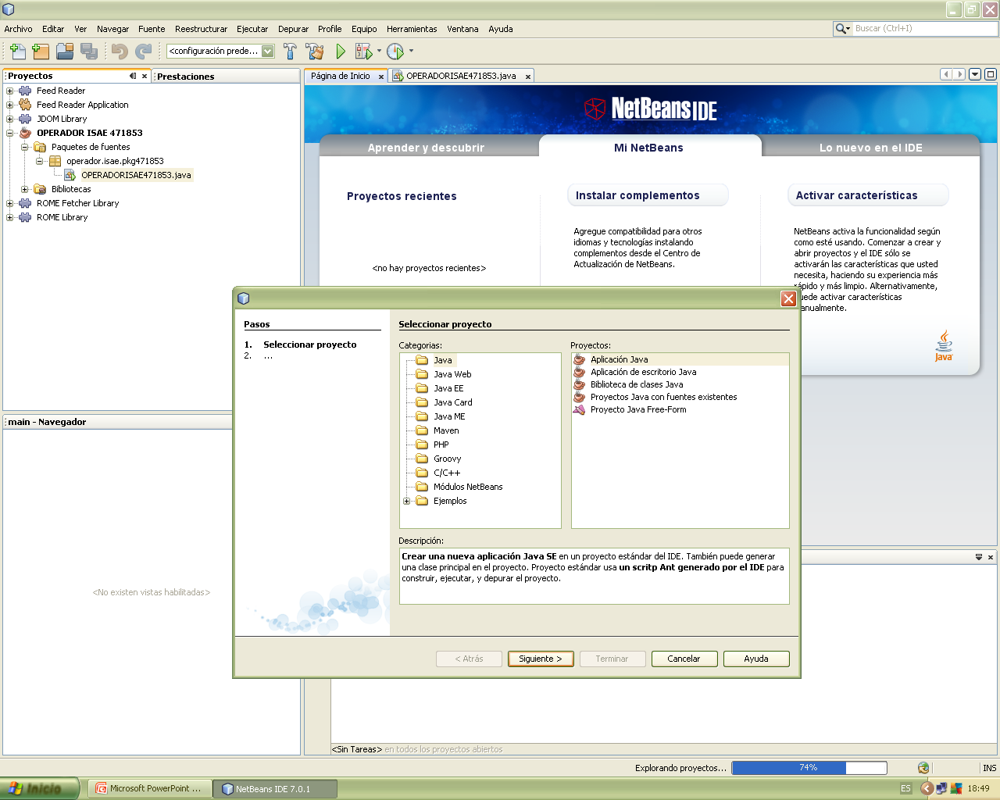 Archivo Editar Ver Navegar Fuente Reestructurar Ejecutar Depurar Profile Equipo Herramientas Ventana Ayuda
Buscar (Ctrl+I)
<configuración prede...
Proyectos
Prestaciones
Feed Reader
Feed Reader Application
JDOM Library
OPERADOR ISAE 471853
Paquetes de fuentes
operador.isae.pkg471853
OPERADORISAE471853.java
Bibliotecas
ROME Fetcher Library
ROME Library
Página de Inicio
OPERADORISAE471853.java
NetBeans IDE
Aprender y descubrir
Mi NetBeans
Lo nuevo en el IDE
Proyectos recientes
<no hay proyectos recientes>
Instalar complementos
Agregue compatibilidad para otros
idiomas y tecnologías instalando
complementos desde el Centro de
Actualización de NetBeans.
Activar características
NetBeans activa la funcionalidad según
como esté usando. Comenzar a crear y
abrir proyectos y el IDE sólo se
activarán las características que usted
necesita, haciendo su experiencia más
rápido y más limpio. Alternativamente,
uede activar características
anualmente.
Java
main - Navegador
<No existen vistas habilitadas>
Pasos
1. Seleccionar proyecto
2. ...
Seleccionar proyecto
Categorias:
Java
Java Web
Java EE
Java Card
Java ME
Maven
PHP
Groovy
C/C++
Módulos NetBeans
Ejemplos
Proyectos:
Aplicación Java
Aplicación de escritorio Java
Biblioteca de clases Java
Proyectos Java con fuentes existentes
Proyecto Java Free-Form
Descripción:
Crear una nueva aplicación Java SE en un proyecto estándar del IDE. También puede generar
una clase principal en el proyecto. Proyecto estándar usa un scritp Ant generado por el IDE para
construir, ejecutar, y depurar el proyecto.
< Atrás
Siguiente >
Terminar
Cancelar
Ayuda
<Sin Tareas> en todos los proyectos abiertos
Explorando proyectos...
74%
INS
Inicio
Microsoft PowerPoint ...
NetBeans IDE 7.0.1
ES
18:49